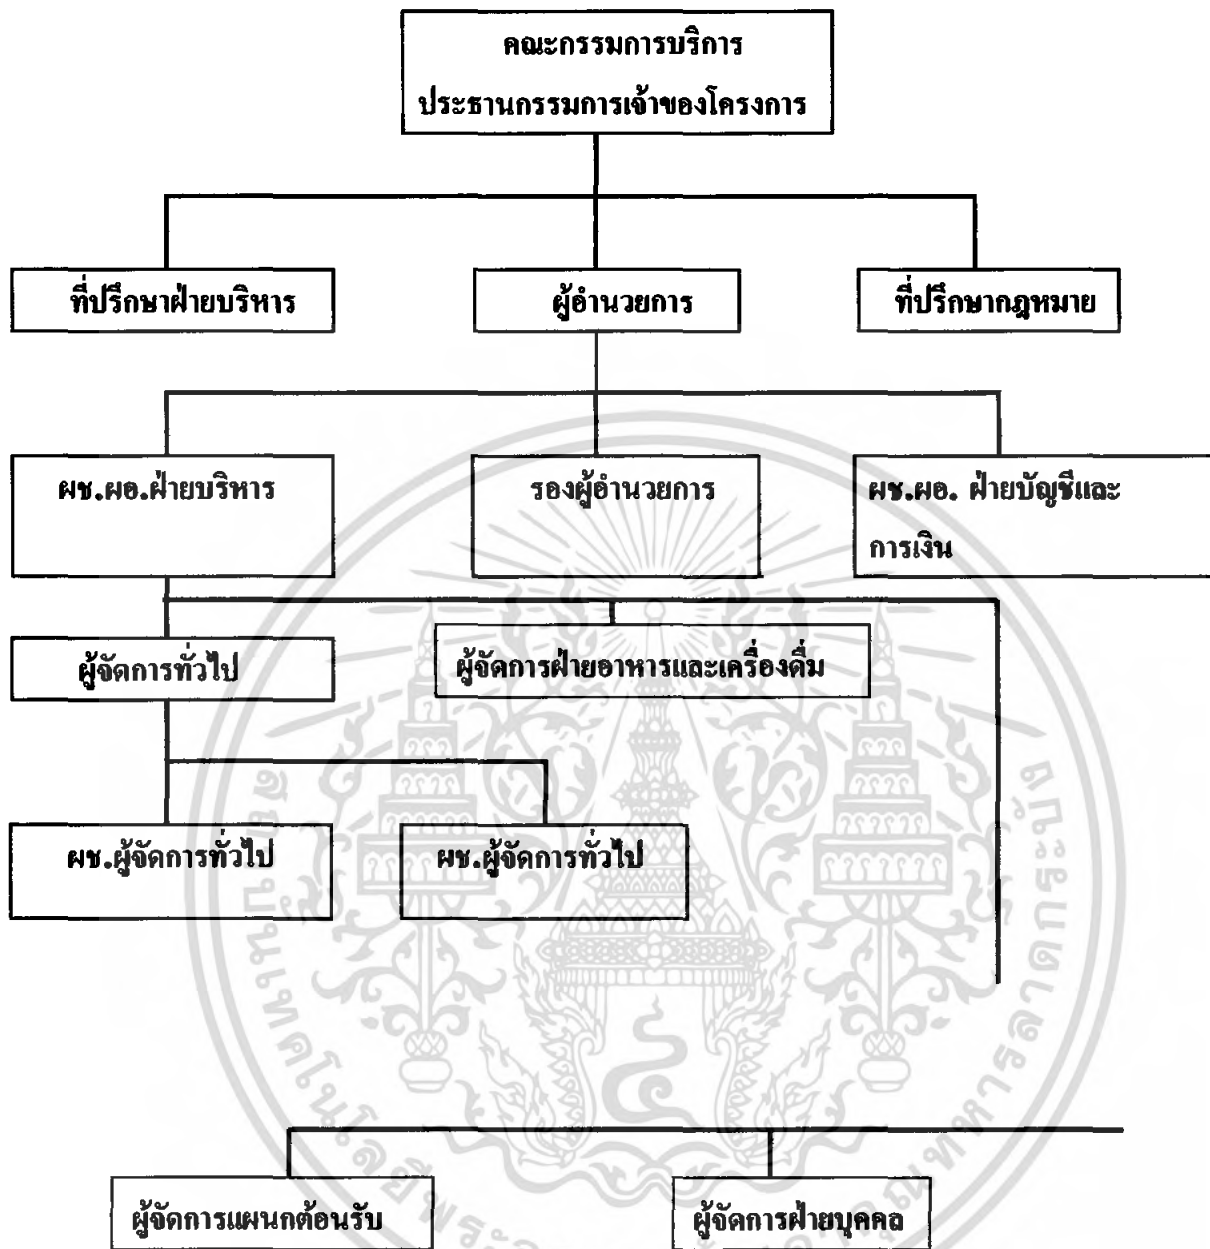 คณะกรรมการบริการ
ประธานกรรมการเจ้าของโครงการ
ที่ปรึกษาฝ่ายบริหาร
ผู้อำนวยการ
ที่ปรึกษากฎหมาย
ผช.ผอ.ฝ่ายบริหาร
รองผู้อำนวยการ
ผช.ผอ. ฝ่ายบัญชีและ
การเงิน
ผู้จัดการทั่วไป
ผู้จัดการฝ่ายอาหารและเครื่องดื่ม
ผช.ผู้จัดการทั่วไป
ผช.ผู้จัดการทั่วไป
ผู้จัดการแผนกต้อนรับ
ผู้จัดการฝ่ายบุคคล